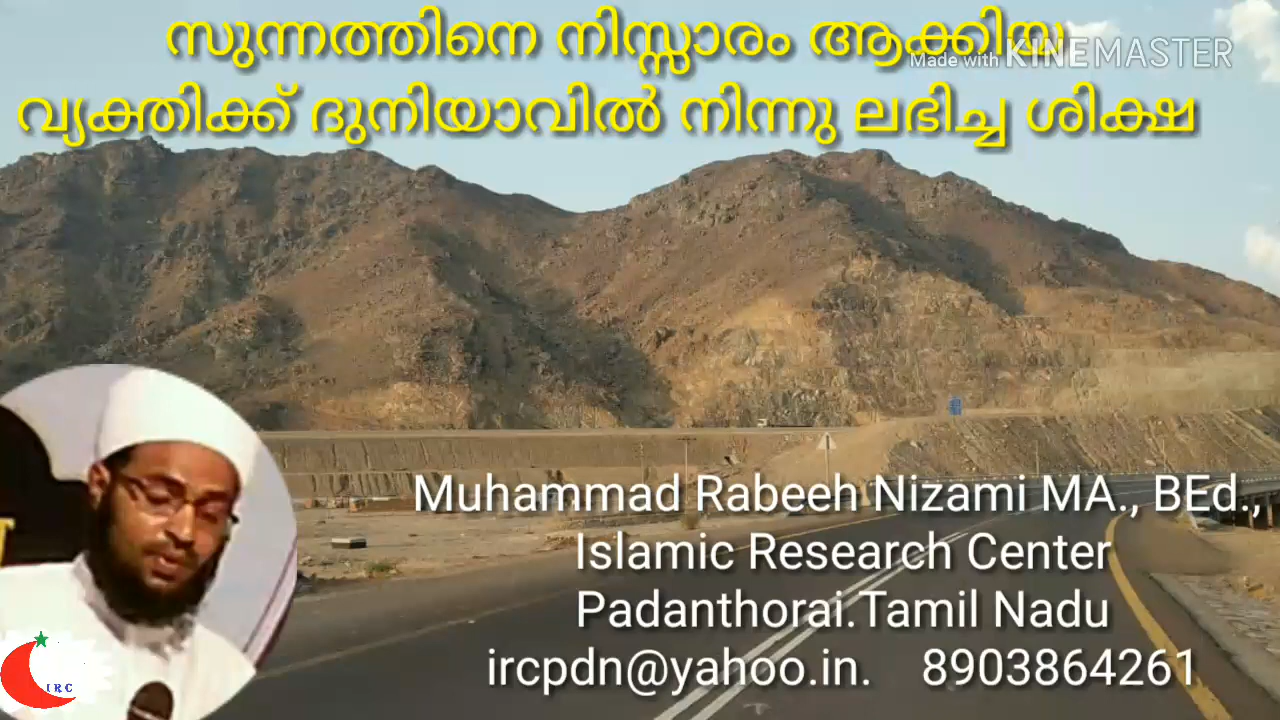 സുന്നത്തിനെ നിസ്സാരം ആക്കിയ
Made with KINEMASTER
വ്യക്തിക്ക് ദുനിയാവിൽ നിന്നു ലഭിച്ച ശിക്ഷ
Muhammad Rabeeh Nizami MA., BEd.,
Islamic Research Center
Padanthorai.Tamil Nadu
ircpdn@yahoo.in. 8903864261
IRC